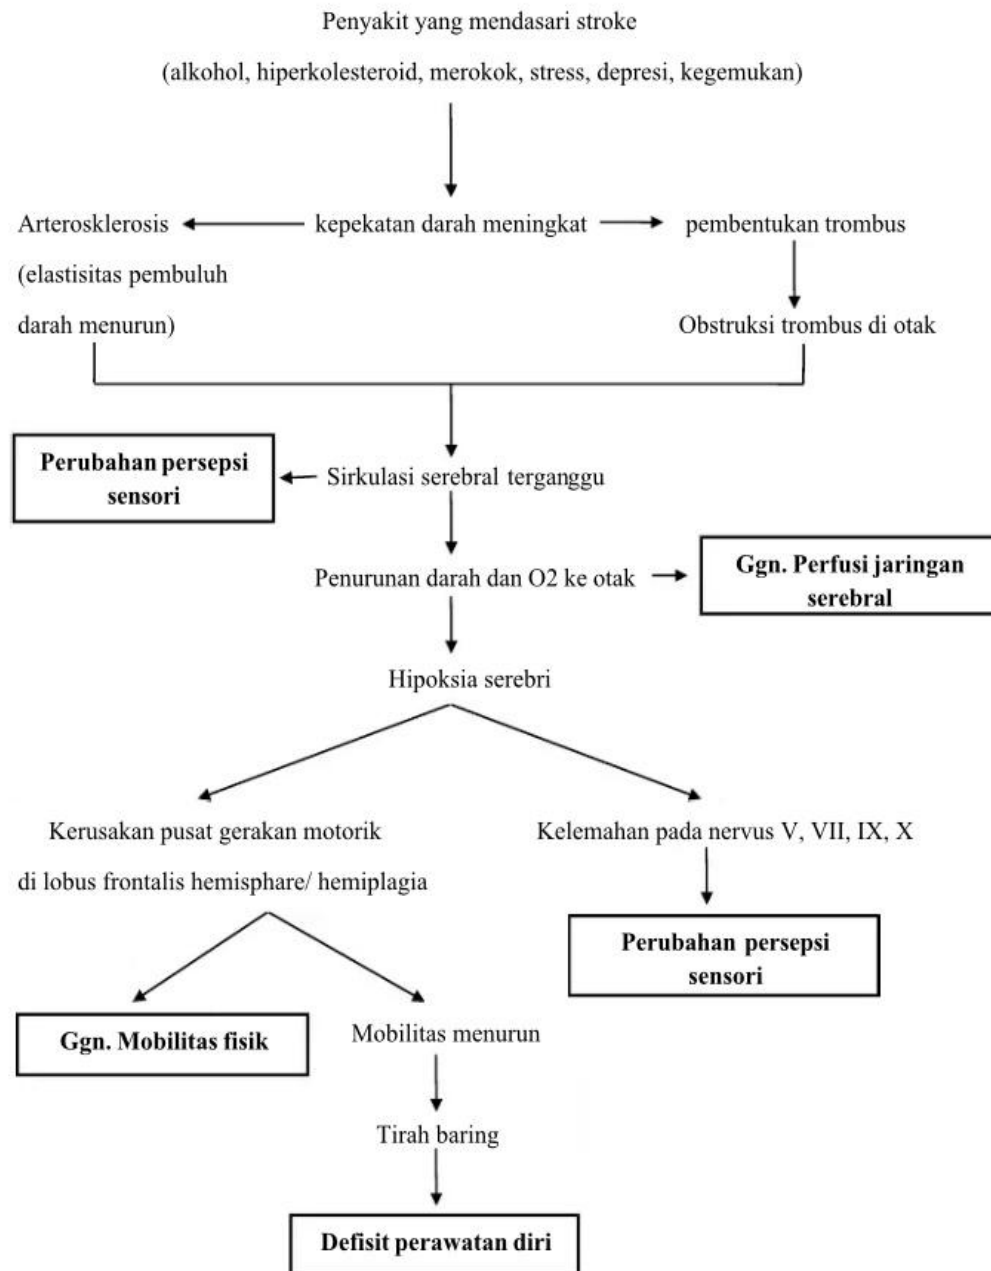 Penyakit yang mendasari stroke
(alkohol, hiperkolesteroid, merokok, stress, depresi, kegemukan)
Arterosklerosis
(elastisitas pembuluh
darah menurun)
kepekatan darah meningkat
pembentukan trombus
Obstruksi trombus di otak
Perubahan persepsi
sensori
Sirkulasi serebral terganggu
Penurunan darah dan O2 ke otak
Ggn. Perfusi jaringan
serebral
Hipoksia serebri
Kerusakan pusat gerakan motorik
di lobus frontalis hemisphare/ hemiplagia
Kelemahan pada nervus V, VII, IX, X
Perubahan persepsi
sensori
Ggn. Mobilitas fisik
Mobilitas menurun
Tirah baring
Defisit perawatan diri